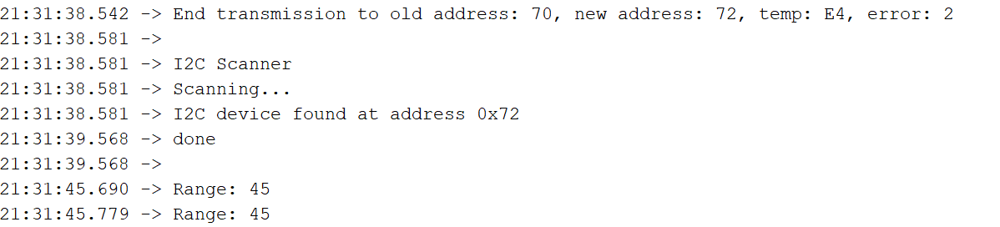 21:31:38.542 -> End transmission to old address: 70, new address: 72, temp: E4, error: 2
21:31:38.581 ->
21:31:38.581 -> I2C Scanner
21:31:38.581 -> Scanning...
21:31:38.581 -> I2C device found at address 0x72
21:31:39.568 -> done
21:31:39.568 ->
21:31:45.690 -> Range: 45
21:31:45.779 -> Range: 45